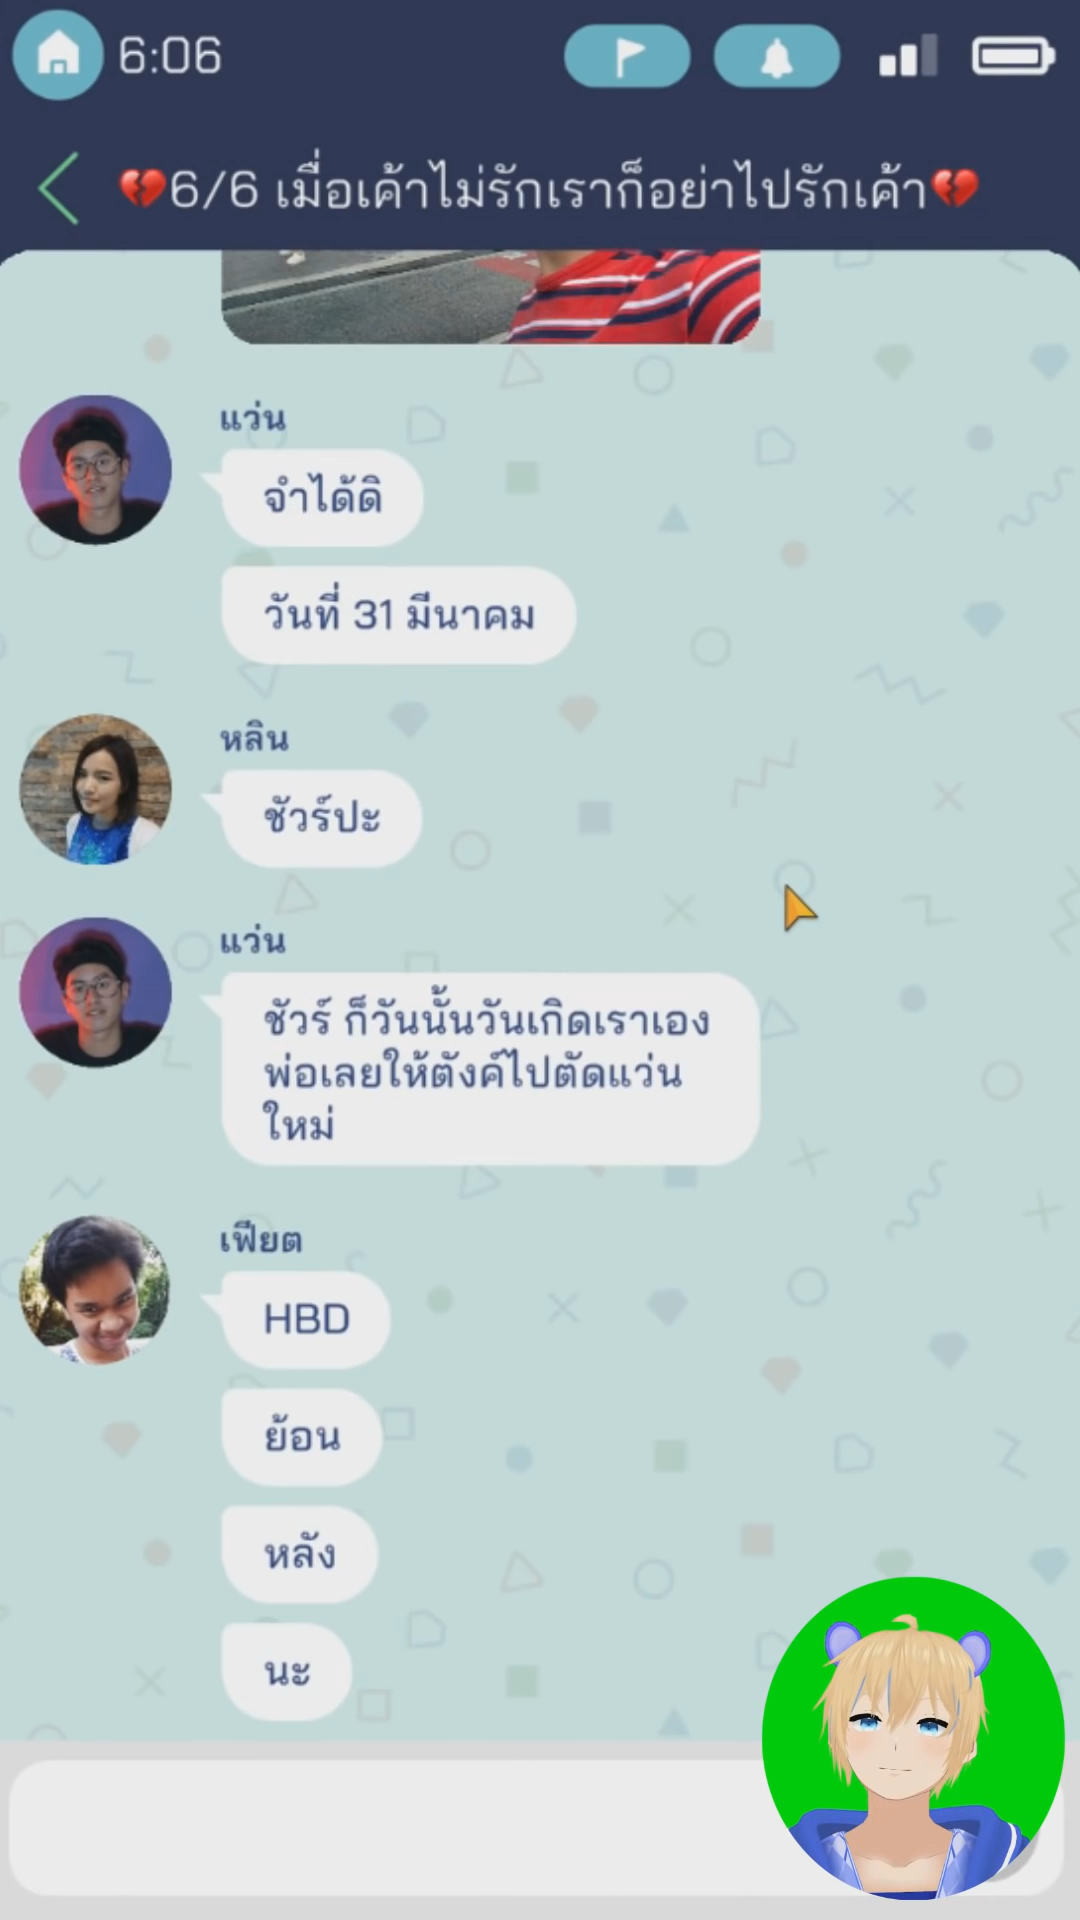 6:06
💔6/6 เมื่อเค้าไม่รักเราก็อย่าไปรักเค้า💔
แว่น
จำได้ดิ
วันที่ 31 มีนาคม
หลิน
ชัวร์ปะ
แว่น
ชัวร์ ก็วันนั้นวันเกิดเราเอง
พ่อเลยให้ตังค์ไปตัดแว่น
ใหม่
เฟียต
HBD
ย้อน
หลัง
นะ